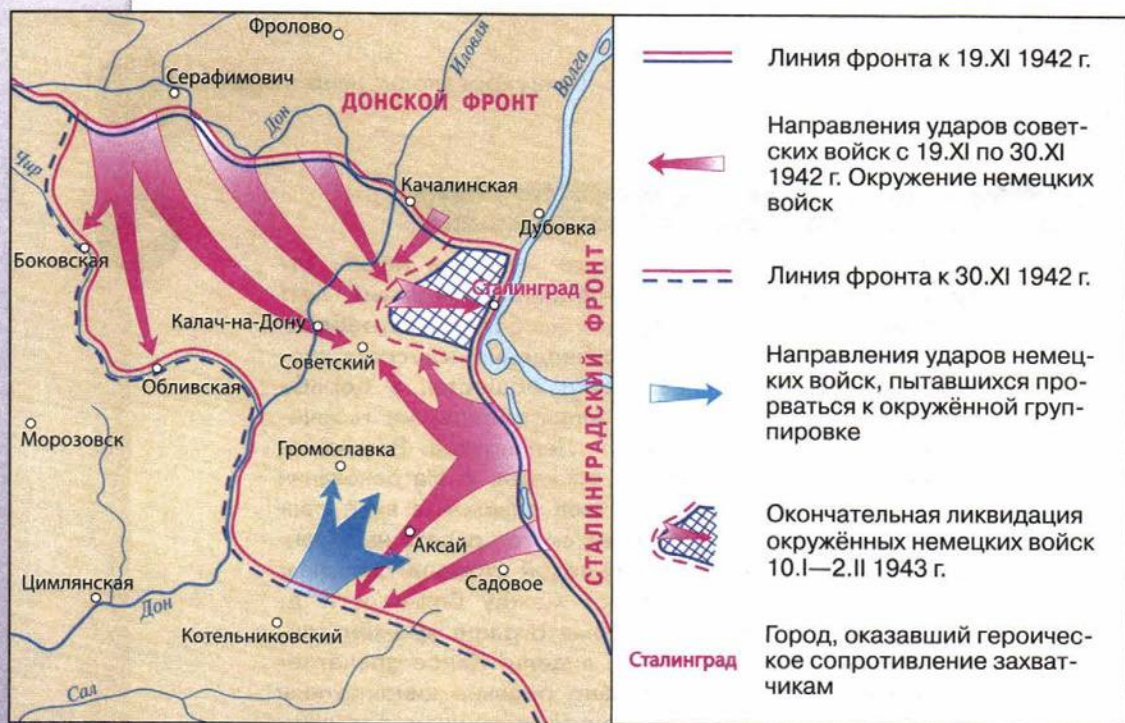 Фролово
Серафимович
Иловля
Волга
ДОНСКОЙ ФРОНТ
Дон
Чир
Качалинская
Дубовка
Боковская
Сталинград
Калач-на-Дону
Советский
Обливская
СТАЛИНГРАДСКИЙ ФРОНТ
Морозовск
Громославка
Аксай
Садовое
Цимлянская
Дон
Котельниковский
Сал
Линия фронта к 19.XI 1942 г.
Направления ударов совет-
ских войск с 19.XI по 30.XI
1942 г. Окружение немецких
войск
Линия фронта к 30.XI 1942 г.
Направления ударов немец-
ких войск, пытавшихся про-
рваться к окружённой груп-
пировке
Окончательная ликвидация
окружённых немецких войск
10.I—2.II 1943 г.
Сталинград
Город, оказавший героичес-
кое сопротивление захват-
чикам